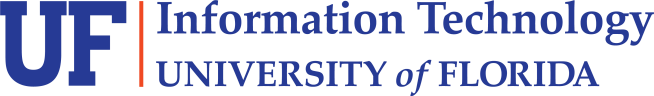 UF
Information Technology
UNIVERSITY of FLORIDA